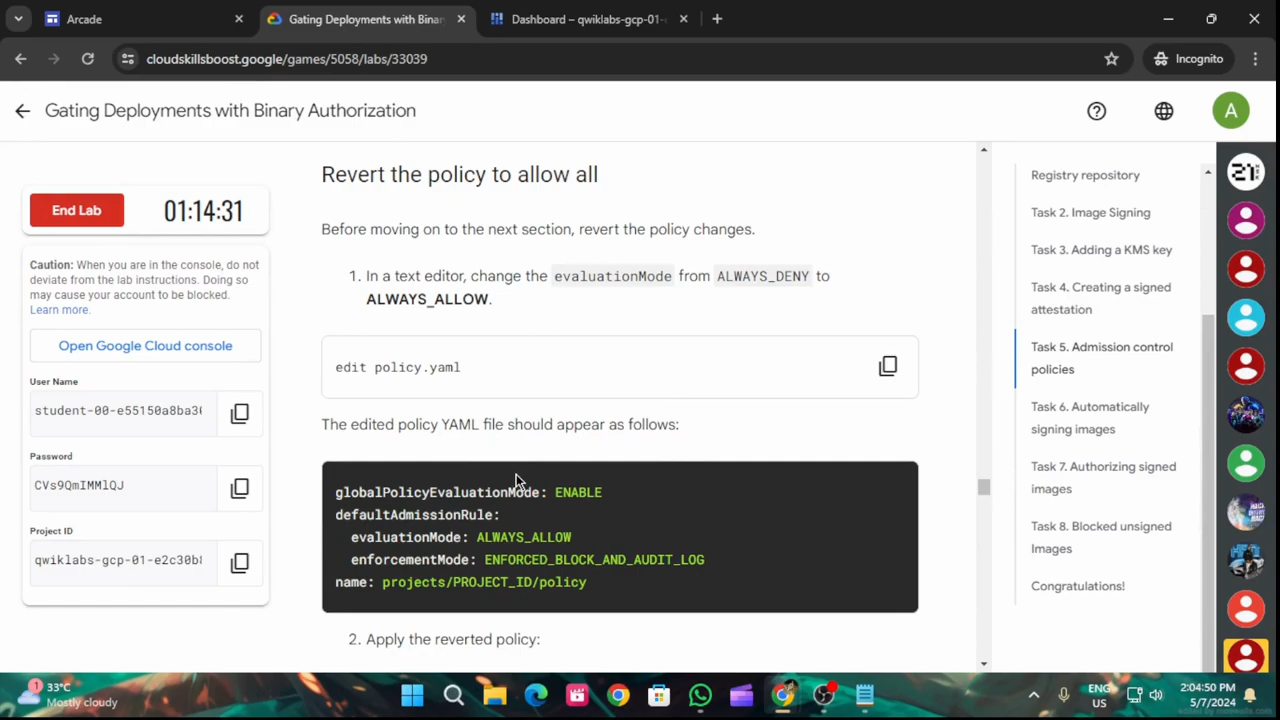 Arcade
Gating Deployments with Binar
Dashboard – qwiklabs-gcp-01-
cloudskillsboost.google/games/5058/labs/33039
Incognito
Gating Deployments with Binary Authorization
A
End Lab
01:14:31
Caution: When you are in the console, do not
deviate from the lab instructions. Doing so
may cause your account to be blocked.
Learn more.
Open Google Cloud console
User Name
student-00-e55150a8ba3
Password
CVs9QmIMMlQJ
Project ID
qwiklabs-gcp-01-e2c30b8
Revert the policy to allow all
Before moving on to the next section, revert the policy changes.
1. In a text editor, change the evaluationMode from ALWAYS_DENY to
ALWAYS_ALLOW.
edit policy.yaml
The edited policy YAML file should appear as follows:
globalPolicyEvaluationMode: ENABLE
defaultAdmissionRule:
evaluationMode: ALWAYS_ALLOW
enforcementMode: ENFORCED_BLOCK_AND_AUDIT_LOG
name: projects/PROJECT_ID/policy
2. Apply the reverted policy:
Registry repository
Task 2. Image Signing
Task 3. Adding a KMS key
Task 4. Creating a signed
attestation
Task 5. Admission control
policies
Task 6. Automatically
signing images
Task 7. Authorizing signed
images
Task 8. Blocked unsigned
Images
Congratulations!
1
33°C
Mostly cloudy
ENG
US
2:04:50 PM
5/7/2024